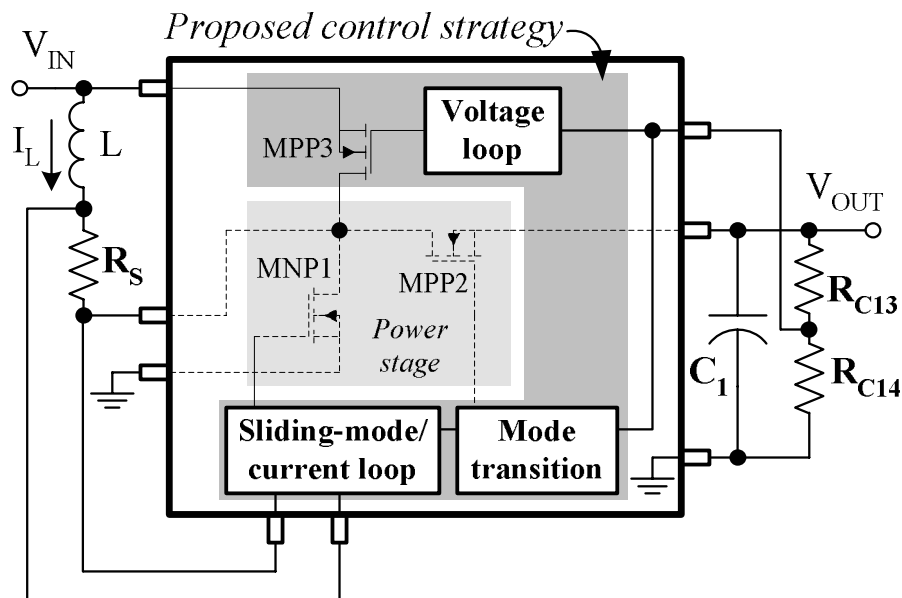 Proposed control strategy
V_IN
I_L
L
MPP3
Voltage
loop
V_OUT
R_S
MNP1
MPP2
R_C13
Power
stage
C_1
R_C14
Sliding-mode/
current loop
Mode
transition